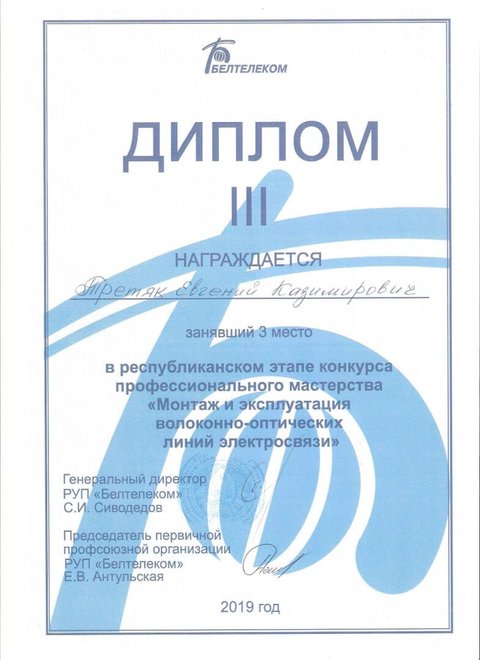 БЕЛТЕЛЕКОМ
ДИПЛОМ
III
НАГРАЖДАЕТСЯ
Третяк Евгений Казимирович
занявший 3 место
в республиканском этапе конкурса
профессионального мастерства
«Монтаж и эксплуатация
волоконно-оптических
линий электросвязи»
Генеральный директор
РУП «Белтелеком»
С.И. Сиводедов
Председатель первичной
профсоюзной организации
РУП «Белтелеком»
Е.В. Антульская
2019 год